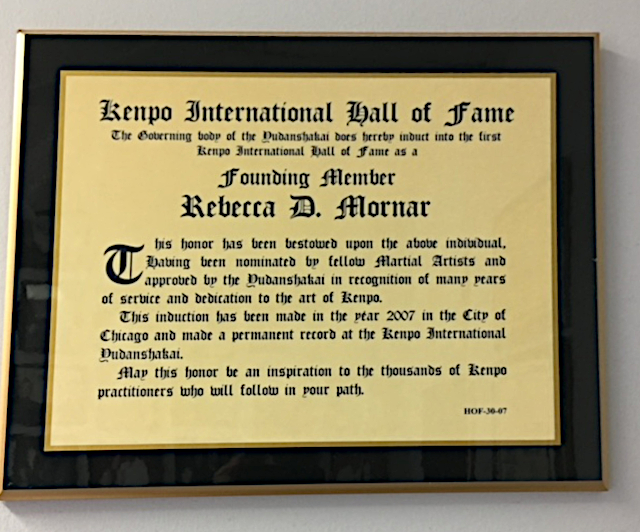 Kenpo International Hall of Fame
The Governing body of the Yudanshakai does hereby induct into the first
Kenpo International Hall of Fame as a
Founding Member
Rebecca D. Mornar
This honor has been bestowed upon the above individual,
Having been nominated by fellow Martial Artists and
approved by the Yudanshakai in recognition of many years
of service and dedication to the art of Kenpo.
This induction has been made in the year 2007 in the City of
Chicago and made a permanent record at the Kenpo International
Yudanshakai.
May this honor be an inspiration to the thousands of Kenpo
practitioners who will follow in your path.
HOF-30-07